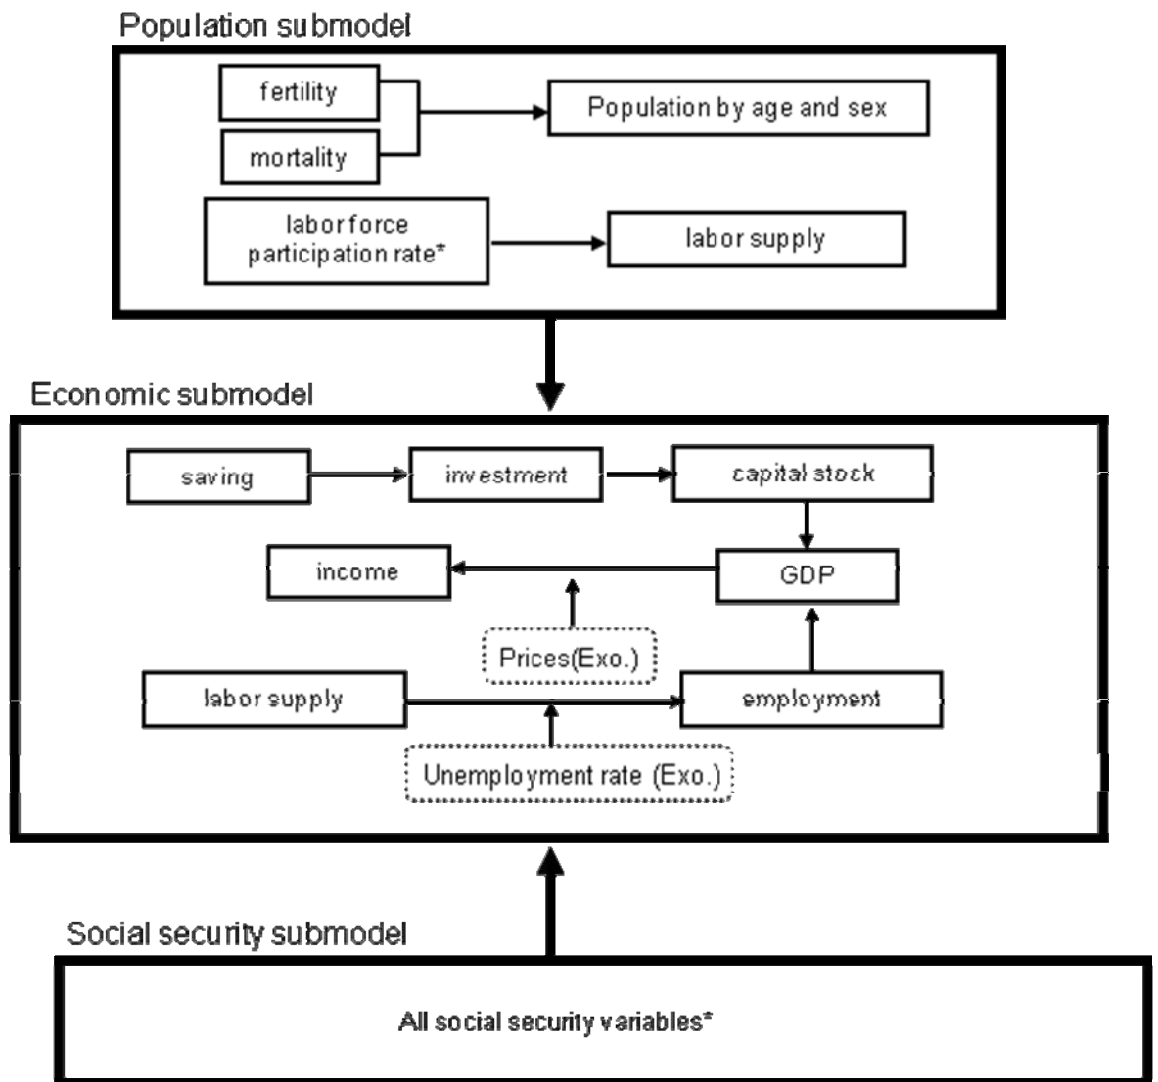 Population submodel
fertility
Population by age and sex
mortality
labor force
participation rate*
labor supply
Economic submodel
saving
investment
capital stock
income
GDP
Prices(Exo.)
labor supply
employment
Unemployment rate (Exo.)
Social security submodel
All social security variables*